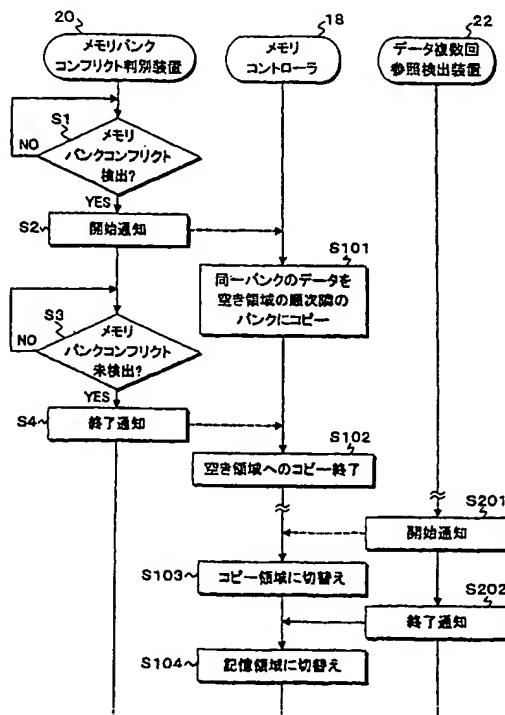 20
メモリバンク
コンフリクト判別装置
18
メモリ
コントローラ
22
データ複数回
参照検出装置
S1
メモリ
バンクコンフリクト
検出?
NO
YES
S2
開始通知
S101
同一バンクのデータを
空き領域の順次隣の
バンクにコピー
S3
メモリ
バンクコンフリクト
未検出?
NO
YES
S4
終了通知
S102
空き領域へのコピー終了
S201
開始通知
S103
コピー領域に切替え
S202
終了通知
S104
記憶領域に切替え